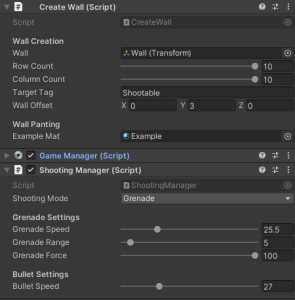 Create Wall (Script)
Script CreateWall
Wall Creation
Wall Wall (Transform)
Row Count 10
Column Count 10
Target Tag Shootable
Wall Offset X 0 Y 3 Z 0
Wall Panting
Example Mat Example
Game Manager (Script)
Shooting Manager (Script)
Script ShootingManager
Shooting Mode Grenade
Grenade Settings
Grenade Speed 25.5
Grenade Range 5
Grenade Force 100
Bullet Settings
Bullet Speed 27